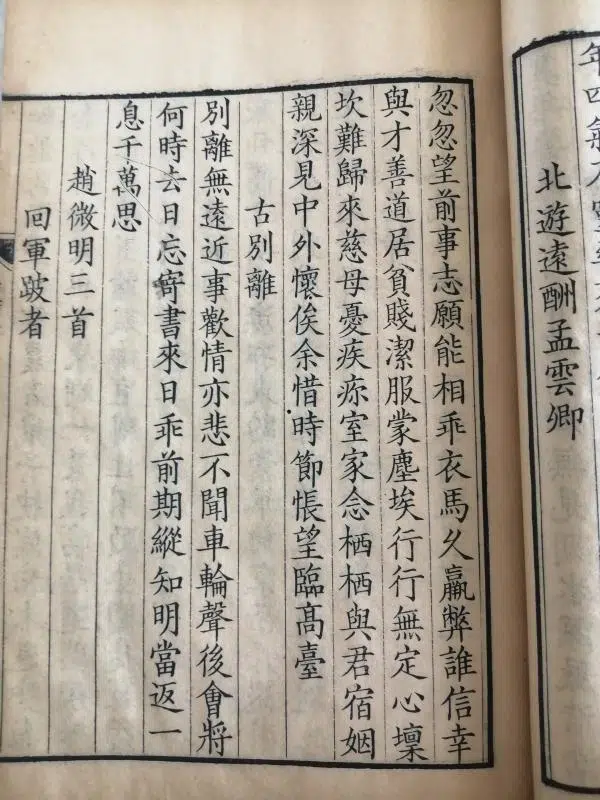 年四氣
北遊遠酬孟雲卿
忽忽望前事志願能相乖衣馬久羸弊誰信幸
與才善道居貧賤潔服蒙塵埃行行無定心壈
坎難歸來慈母憂疾疹室家念栖栖與君宿姻
親深見中外懷俟余惜時節悵望臨髙臺
古別離
別離無遠近事歡情亦悲不聞車輪聲後會將
何時去日忘寄書來日乖前期縱知明當返一
息千萬思
趙微明三首
回軍跛者